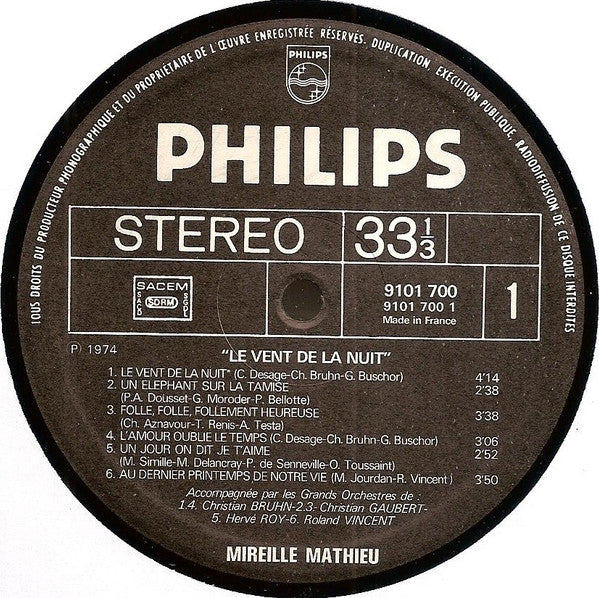 TOUS DROITS DU PRODUCTEUR PHONOGRAPHIQUE ET DU PROPRIÉTAIRE DE L'ŒUVRE ENREGISTRÉE RÉSERVÉS. DUPLICATION, EXÉCUTION PUBLIQUE, RADIODIFFUSION DE CE DISQUE INTERDITES
PHILIPS
PHILIPS
STEREO 33 1/3
SACEM
SACD SDRM SGDL
9101 700
9101 700 1
Made in France
1
℗ 1974
"LE VENT DE LA NUIT"
1. LE VENT DE LA NUIT" (C. Desage-Ch. Bruhn-G. Buschor) 4'14
2. UN ELEPHANT SUR LA TAMISE 2'38
(P.A. Dousset-G. Moroder-P. Bellotte)
3. FOLLE, FOLLE, FOLLEMENT HEUREUSE 3'38
(Ch. Aznavour-T. Renis-A. Testa)
4. L'AMOUR OUBLIE LE TEMPS (C. Desage-Ch. Bruhn-G. Buschor) 3'06
5. UN JOUR ON DIT JE T'AIME 2'52
(M. Simille-M. Delancray-P. de Senneville-O. Toussaint)
6. AU DERNIER PRINTEMPS DE NOTRE VIE (M. Jourdan-R. Vincent) 3'50
Accompagnée par les Grands Orchestres de :
1.4. Christian BRUHN-2.3- Christian GAUBERT-
5. Hervé ROY-6. Roland VINCENT
MIREILLE MATHIEU